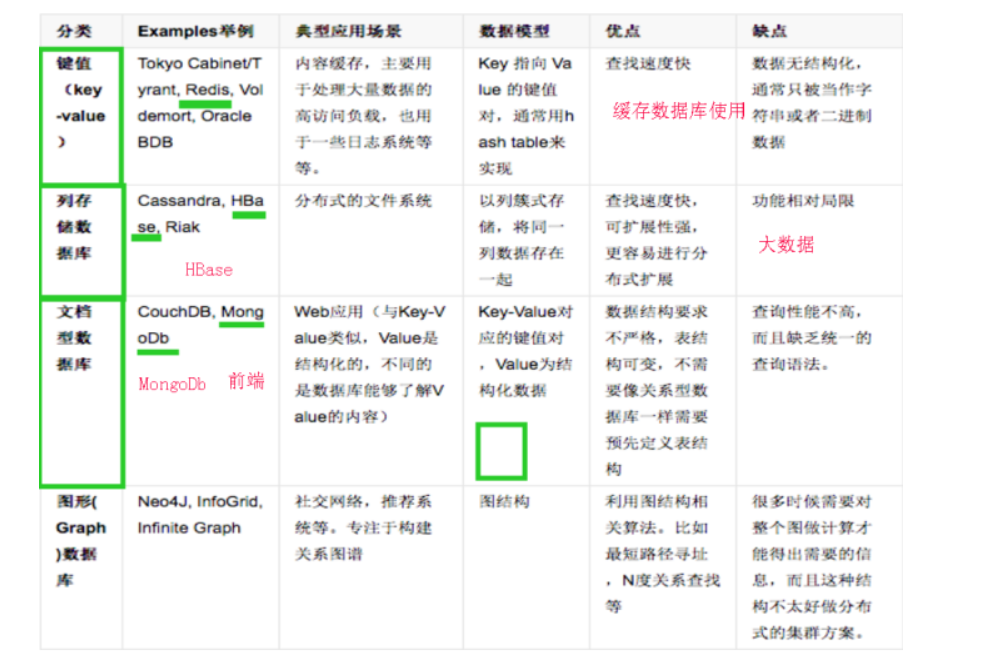 分类
Examples举例
典型应用场景
数据模型
优点
缺点
键值
（key
-value
）
Tokyo Cabinet/T
yrant, Redis, Vol
demort, Oracle
BDB
内容缓存，主要用
于处理大量数据的
高访问负载，也用
于一些日志系统等
等。
Key 指向 Va
lue 的键值
对，通常用h
ash table来
实现
查找速度快
缓存数据库使用
数据无结构化，
通常只被当作字
符串或者二进制
数据
列存
储数
据库
Cassandra, HBa
se, Riak
HBase
分布式的文件系统
以列簇式存
储，将同一
列数据存在
一起
查找速度快，
可扩展性强，
更容易进行分
布式扩展
功能相对局限
大数据
文档
型数
据库
CouchDB, Mong
oDb
MongoDb 前端
Web应用（与Key-V
alue类似，Value是
结构化的，不同的
是数据库能够了解V
alue的内容）
Key-Value对
应的键值对
，Value为结
构化数据
数据结构要求
不严格，表结
构可变，不需
要像关系型数
据库一样需要
预先定义表结
构
查询性能不高，
而且缺乏统一的
查询语法。
图形(
Graph
)数据
库
Neo4J, InfoGrid,
Infinite Graph
社交网络，推荐系
统等。专注于构建
关系图谱
图结构
利用图结构相
关算法。比如
最短路径寻址
，N度关系查找
等
很多时候需要对
整个图做计算才
能得出需要的信
息，而且这种结
构不太好做分布
式的集群方案。